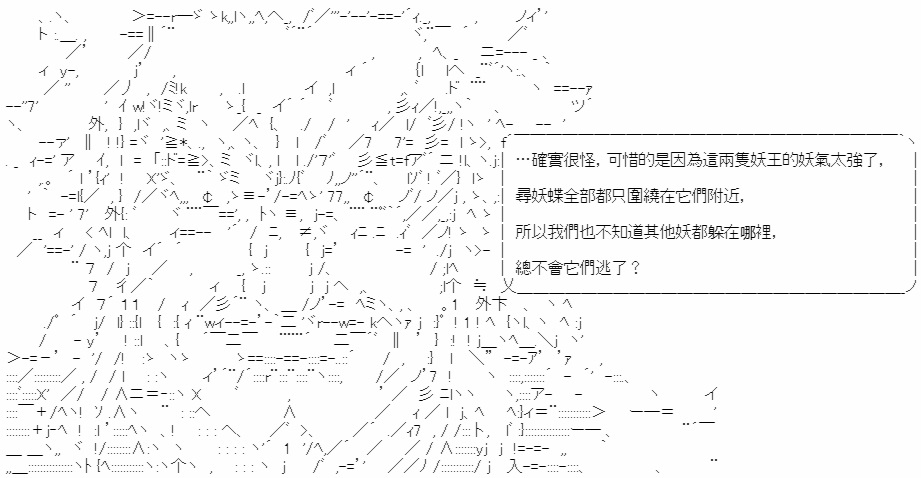 …確實很怪，可惜的是因為這兩隻妖王的妖氣太強了，
尋妖蝶全部都只圍繞在它們附近，
所以我們也不知道其他妖都躲在哪裡，
總不會它們逃了？